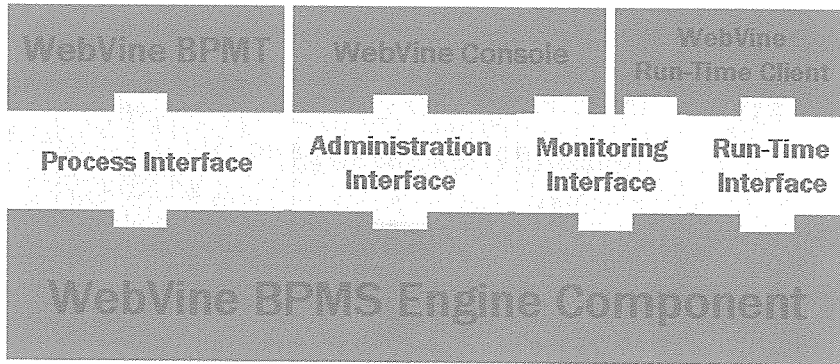 WebVine BPMT
WebVine Console
WebVine
Run-Time Client
Process Interface
Administration
Interface
Monitoring
Interface
Run-Time
Interface
WebVine BPMS Engine Component